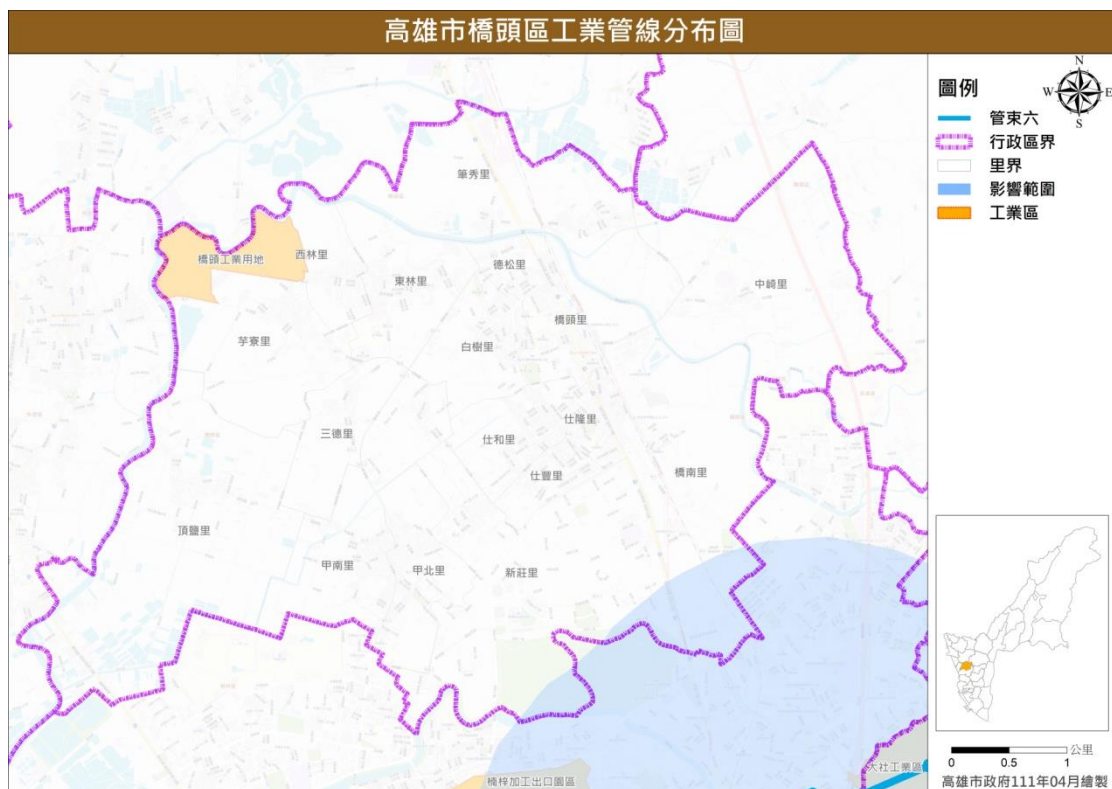 高雄市橋頭區工業管線分布圖
圖例
N
W
E
S
管束六
行政區界
里界
影響範圍
工業區
筆秀里
橋頭工業用地
西林里
德松里
東林里
中崎里
橋頭里
芋寮里
白樹里
仕隆里
三德里
仕和里
橋南里
仕豐里
頂鹽里
甲南里
甲北里
新莊里
大社工業區
楠梓加工出口園區
公里
0
0.5
1
高雄市政府111年04月繪製